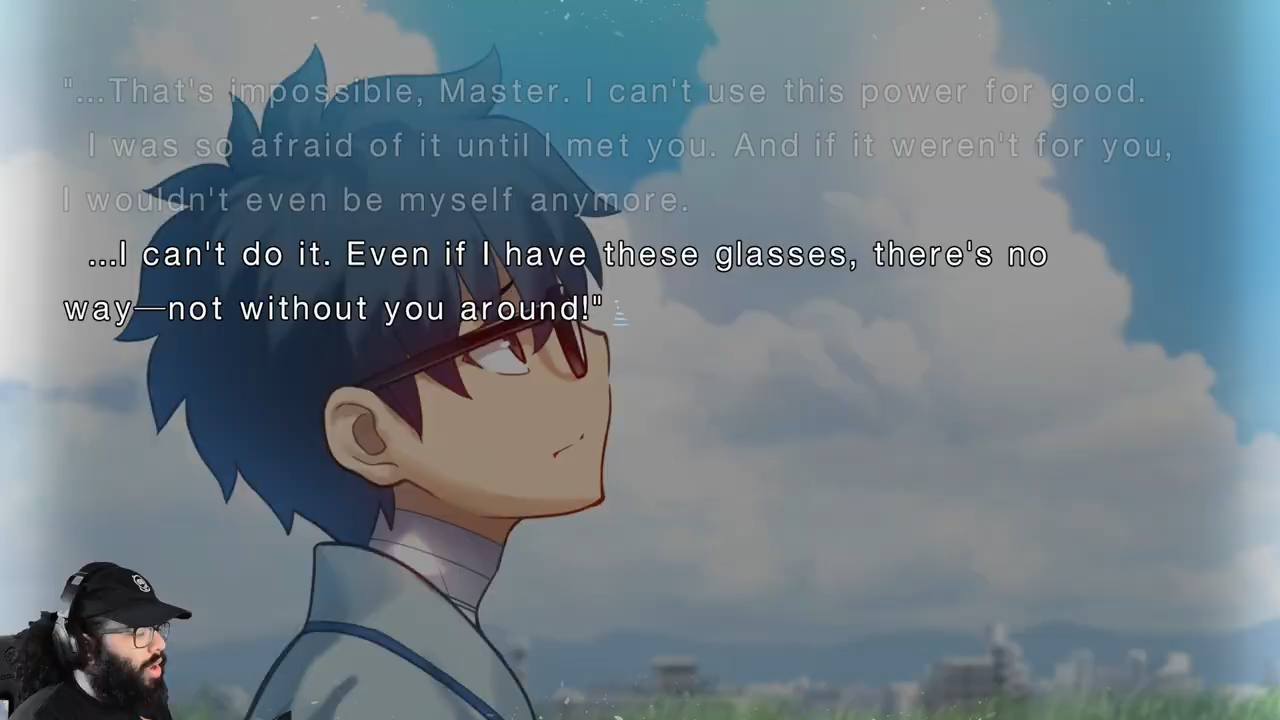 "...That's impossible, Master. I can't use this power for good.
I was so afraid of it until I met you. And if it weren't for you,
I wouldn't even be myself anymore.
...I can't do it. Even if I have these glasses, there's no
way—not without you around!"